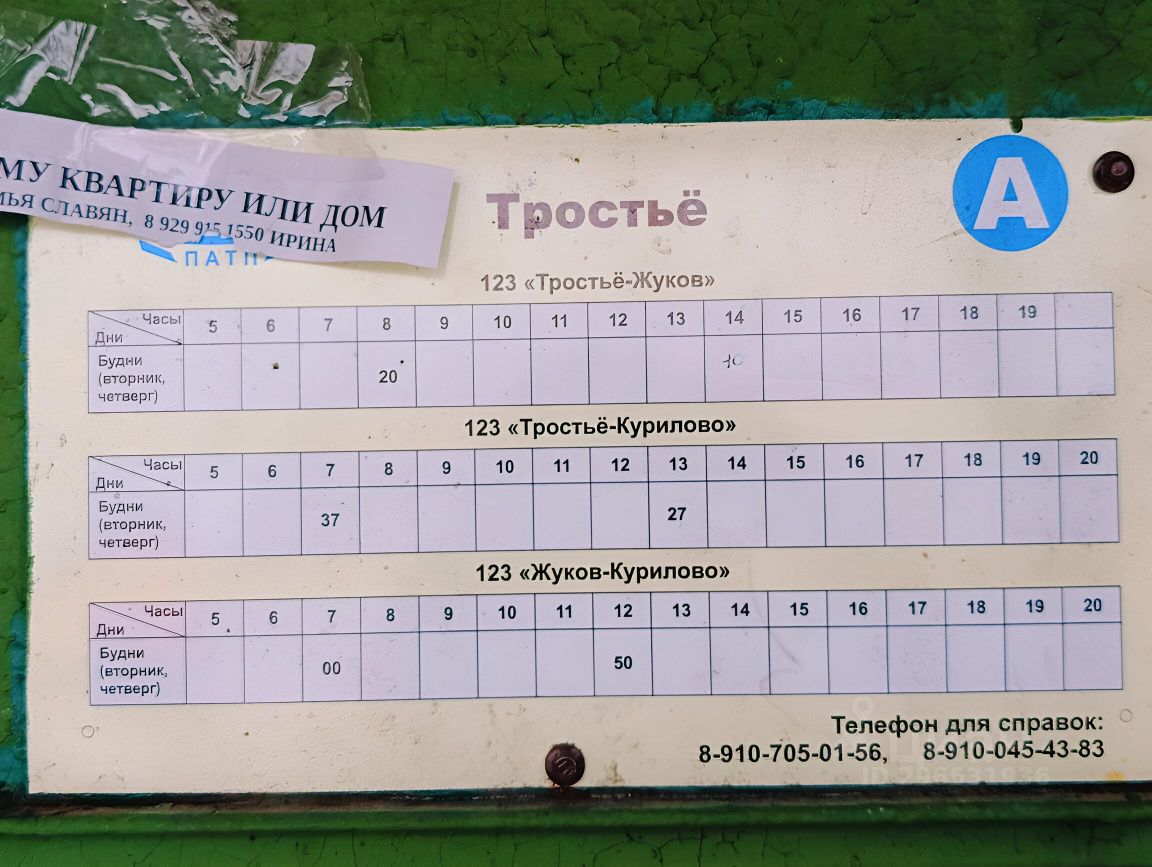 МУ КВАРТИРУ ИЛИ ДОМ
МЬЯ СЛАВЯН, 8 929 915 1550 ИРИНА
ПАТП
А
Тростьё
123 «Тростьё-Жуков»
Часы 5 6 7 8 9 10 11 12 13 14 15 16 17 18 19
Дни
Будни
(вторник, 20 10
четверг)
123 «Тростьё-Курилово»
Часы 5 6 7 8 9 10 11 12 13 14 15 16 17 18 19 20
Дни
Будни
(вторник, 37 27
четверг)
123 «Жуков-Курилово»
Часы 5 6 7 8 9 10 11 12 13 14 15 16 17 18 19 20
Дни
Будни
(вторник, 00 50
четверг)
Телефон для справок:
8-910-705-01-56, 8-910-045-43-83